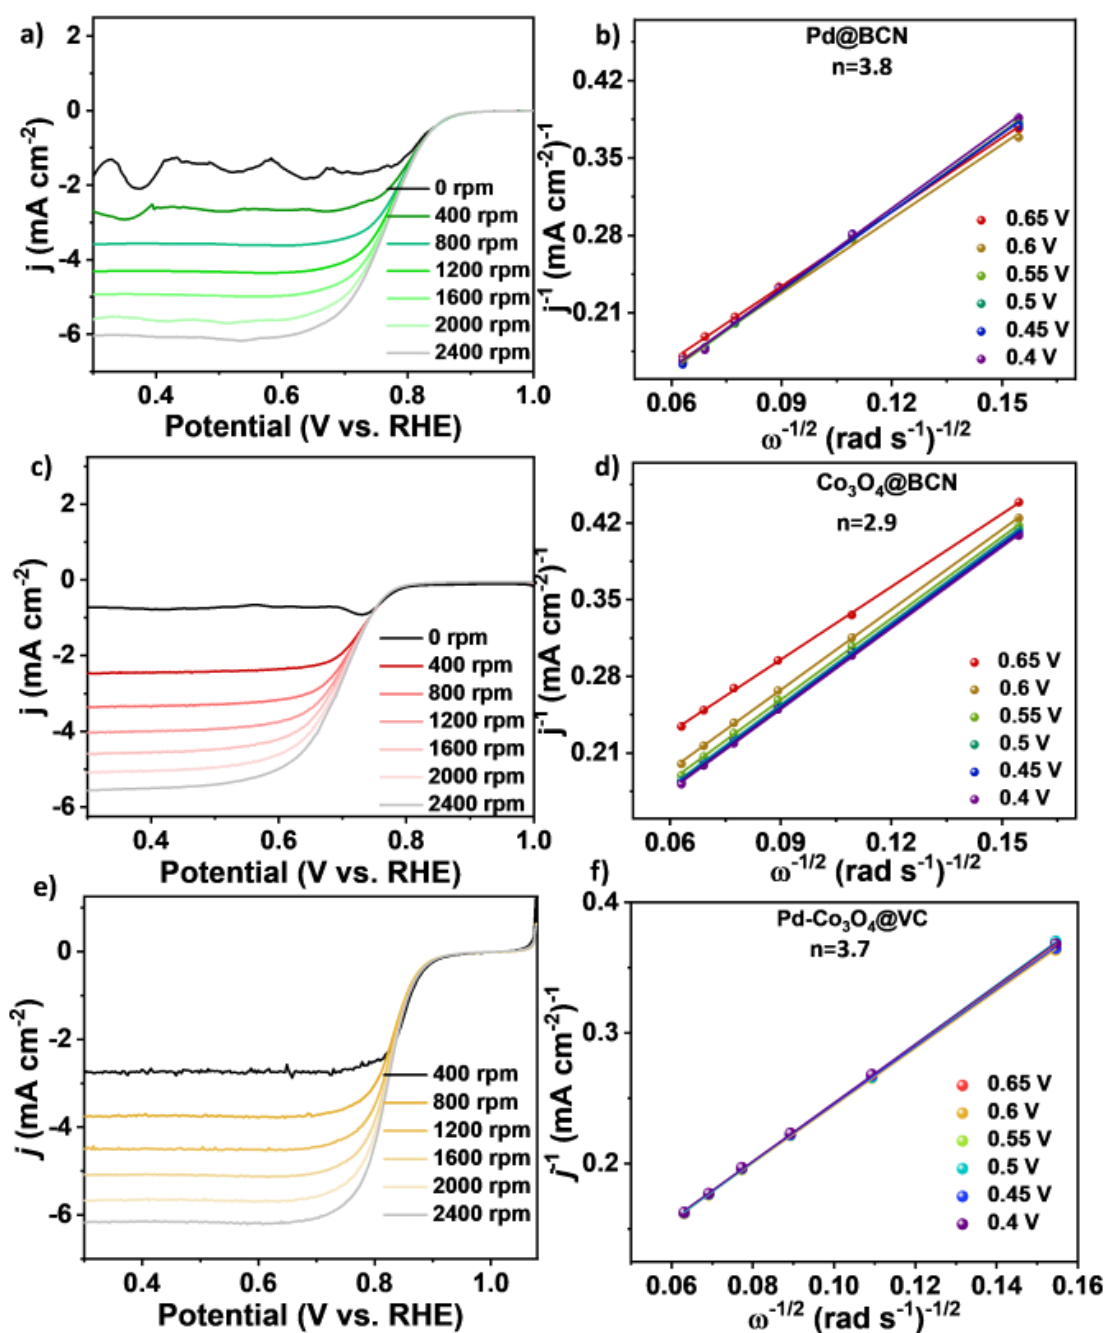 a)
2
0
-2
-4
-6
j (mA cm⁻²)
0 rpm
400 rpm
800 rpm
1200 rpm
1600 rpm
2000 rpm
2400 rpm
0.4 0.6 0.8 1.0
Potential (V vs. RHE)
b)
Pd@BCN
n=3.8
0.42
0.35
0.28
0.21
j⁻¹ (mA cm⁻²)⁻¹
0.65 V
0.6 V
0.55 V
0.5 V
0.45 V
0.4 V
0.06 0.09 0.12 0.15
ω⁻¹/² (rad s⁻¹)⁻¹/²
c)
2
0
-2
-4
-6
j (mA cm⁻²)
0 rpm
400 rpm
800 rpm
1200 rpm
1600 rpm
2000 rpm
2400 rpm
0.4 0.6 0.8 1.0
Potential (V vs. RHE)
d)
Co₃O₄@BCN
n=2.9
0.42
0.35
0.28
0.21
j⁻¹ (mA cm⁻²)⁻¹
0.65 V
0.6 V
0.55 V
0.5 V
0.45 V
0.4 V
0.06 0.09 0.12 0.15
ω⁻¹/² (rad s⁻¹)⁻¹/²
e)
0
-2
-4
-6
j (mA cm⁻²)
400 rpm
800 rpm
1200 rpm
1600 rpm
2000 rpm
2400 rpm
0.4 0.6 0.8 1.0
Potential (V vs. RHE)
f)
Pd-Co₃O₄@VC
n=3.7
0.4
0.3
0.2
j⁻¹ (mA cm⁻²)⁻¹
0.65 V
0.6 V
0.55 V
0.5 V
0.45 V
0.4 V
0.06 0.08 0.10 0.12 0.14 0.16
ω⁻¹/² (rad s⁻¹)⁻¹/²